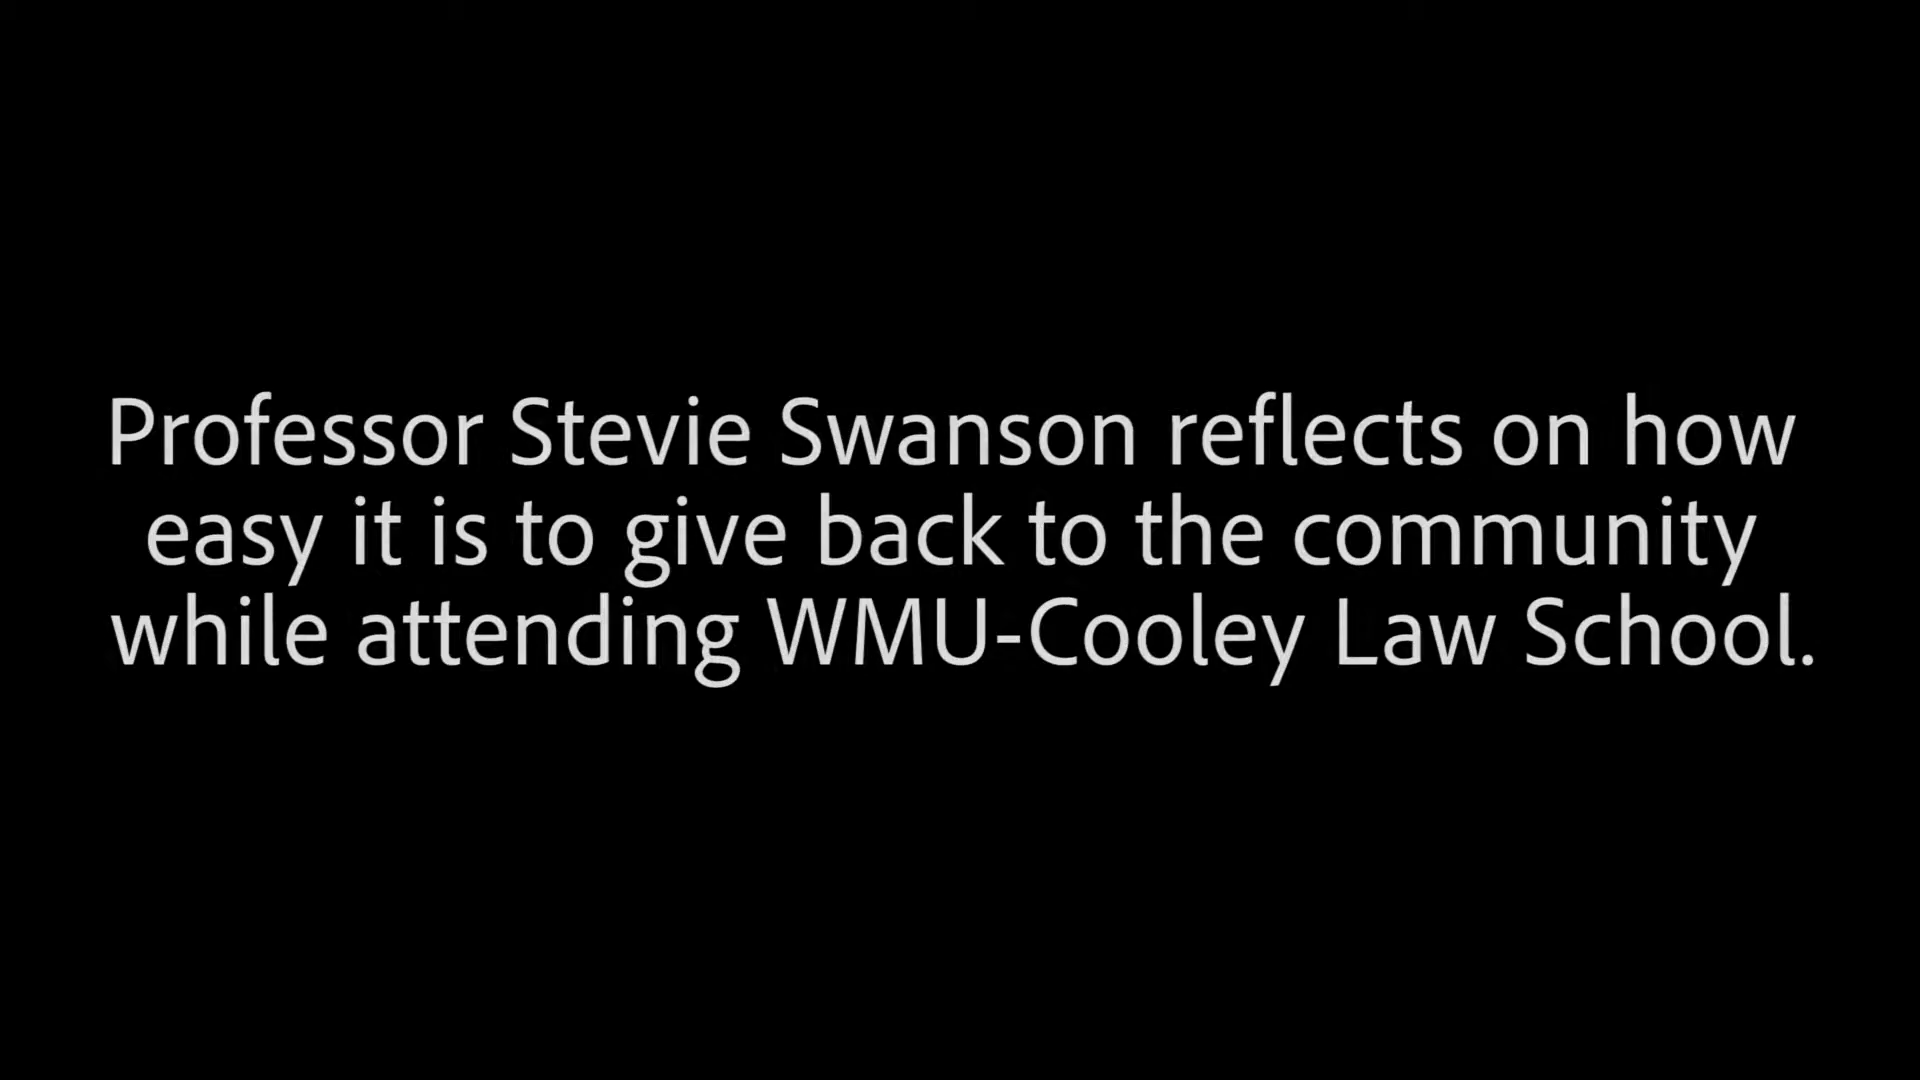 Professor Stevie Swanson reflects on how
easy it is to give back to the community
while attending WMU-Cooley Law School.